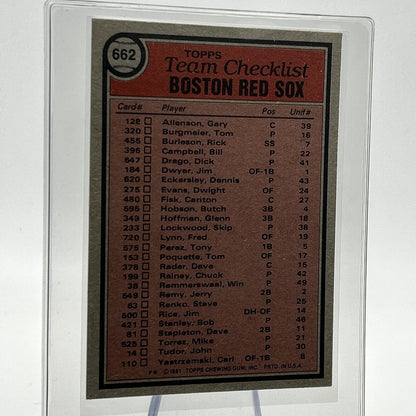 662
TOPPS
Team Checklist
BOSTON RED SOX
Card# Player Pos Unif#
128 Allenson, Gary C 39
320 Burgmeier, Tom P 16
455 Burleson, Rick SS 7
396 Campbell, Bill P 22
647 Drago, Dick P 41
184 Dwyer, Jim OF-1B 1
620 Eckersley, Dennis P 43
275 Evans, Dwight OF 24
480 Fisk, Carlton C 27
595 Hobson, Butch 3B 4
349 Hoffman, Glenn 3B 18
233 Lockwood, Skip P 38
720 Lynn, Fred OF 19
575 Perez, Tony 1B 5
153 Poquette, Tom OF 17
378 Rader, Dave C 15
199 Rainey, Chuck P 42
38 Remmerswaal, Win P 49
549 Remy, Jerry 2B 2
63 Renko, Steve P 30
500 Rice, Jim DH-OF 14
421 Stanley, Bob P 46
81 Stapleton, Dave 2B 11
525 Torrez, Mike P 21
14 Tudor, John P 30
110 Yastrzemski, Carl OF-1B 8
© 1981 TOPPS CHEWING GUM, INC. PRTD. IN U.S.A.